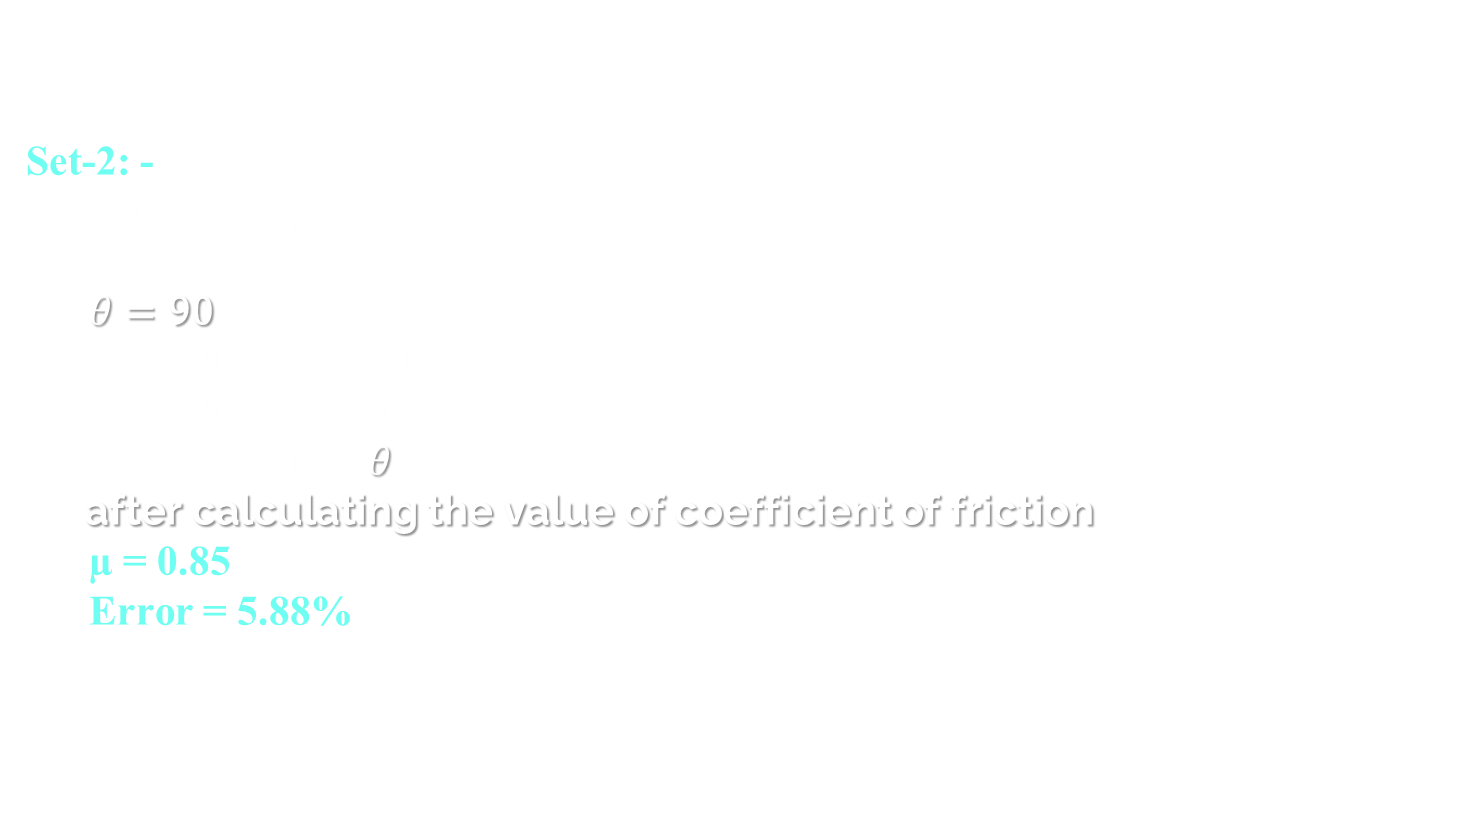 Set-2: -
θ = 90
θ
after calculating the value of coefficient of friction
μ = 0.85
Error = 5.88%